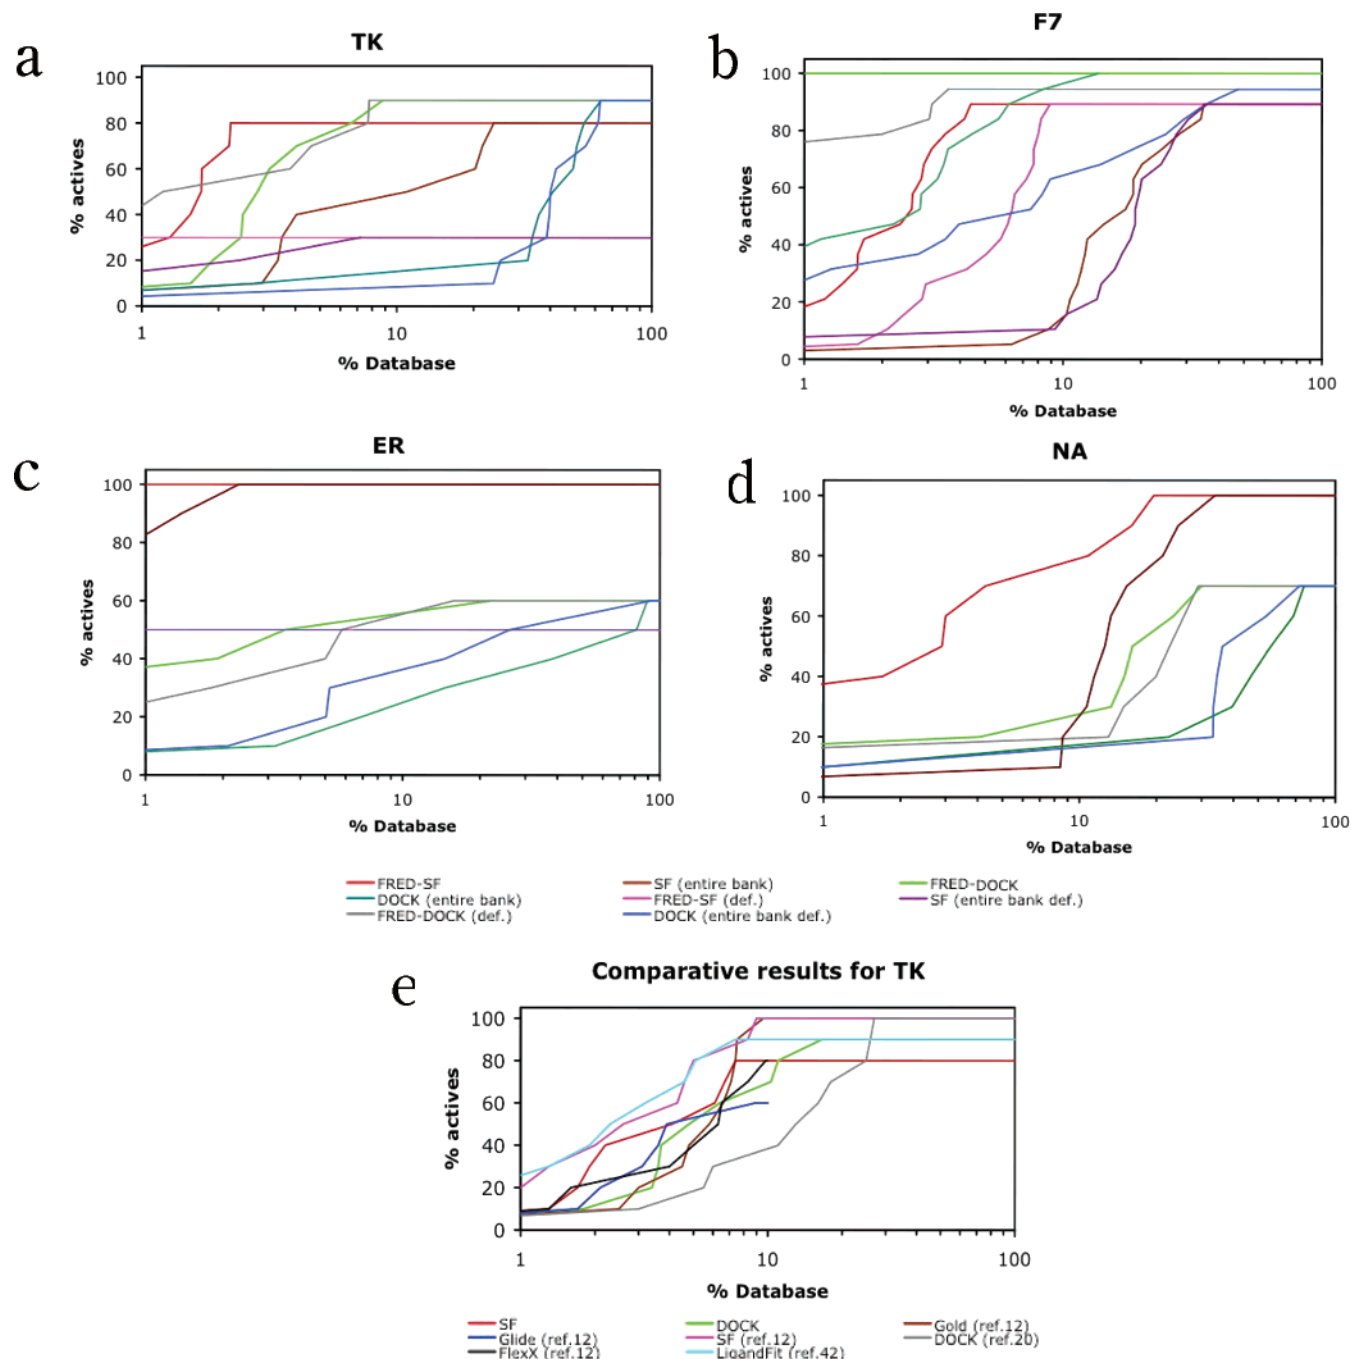 a
TK
100
80
60
40
20
0
% actives
1
10
100
% Database
b
F7
100
80
60
40
20
0
% actives
1
10
100
% Database
c
ER
100
80
60
40
20
0
% actives
1
10
100
% Database
d
NA
100
80
60
40
20
0
% actives
1
10
100
% Database
FRED-SF
SF (entire bank)
FRED-DOCK
DOCK (entire bank)
FRED-SF (def.)
SF (entire bank def.)
FRED-DOCK (def.)
DOCK (entire bank def.)
e
Comparative results for TK
100
80
60
40
20
0
% actives
1
10
100
% Database
SF
DOCK
Gold (ref.12)
Glide (ref.12)
SF (ref.12)
DOCK (ref.20)
FlexX (ref.12)
LigandFit (ref.42)